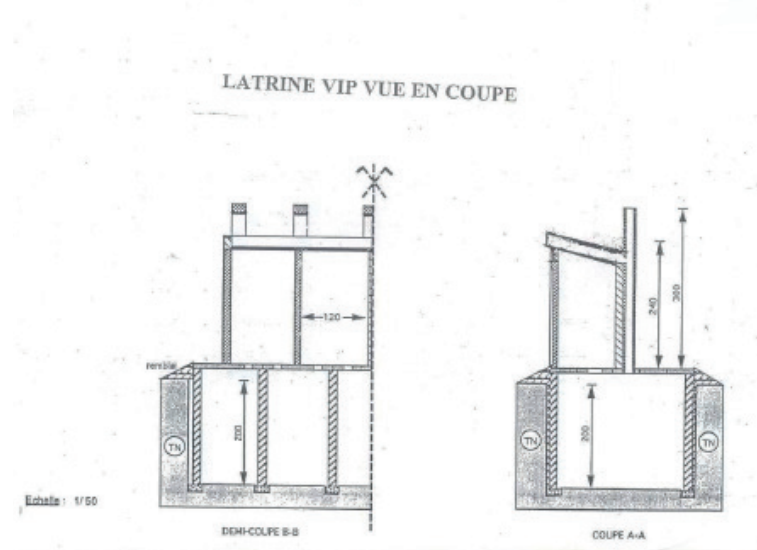 LATRINE VIP VUE EN COUPE
120
240
300
remblai
200
200
TN
TN
TN
Echelle : 1/50
DEMI-COUPE B-B
COUPE A-A